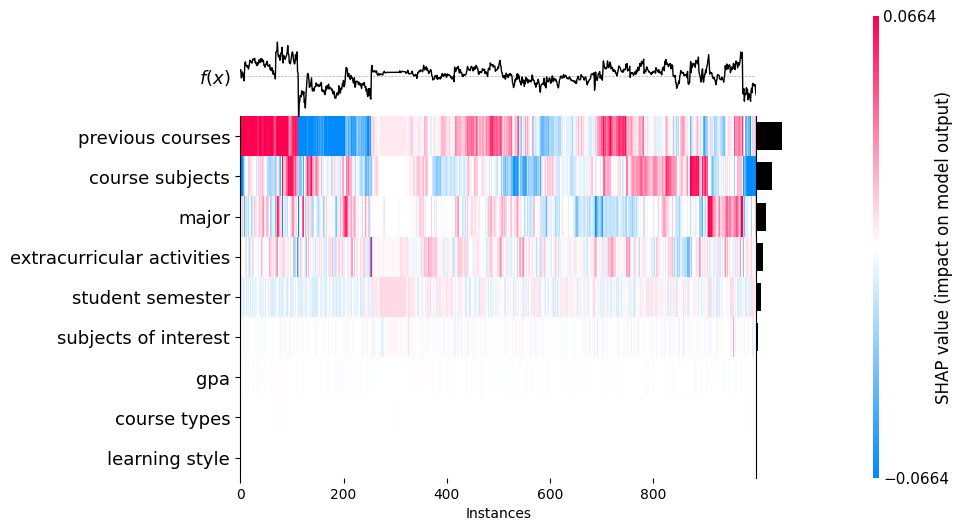 0.0664
f(x)
previous courses
course subjects
major
extracurricular activities
student semester
subjects of interest
gpa
course types
learning style
0 200 400 600 800
Instances
SHAP value (impact on model output)
−0.0664